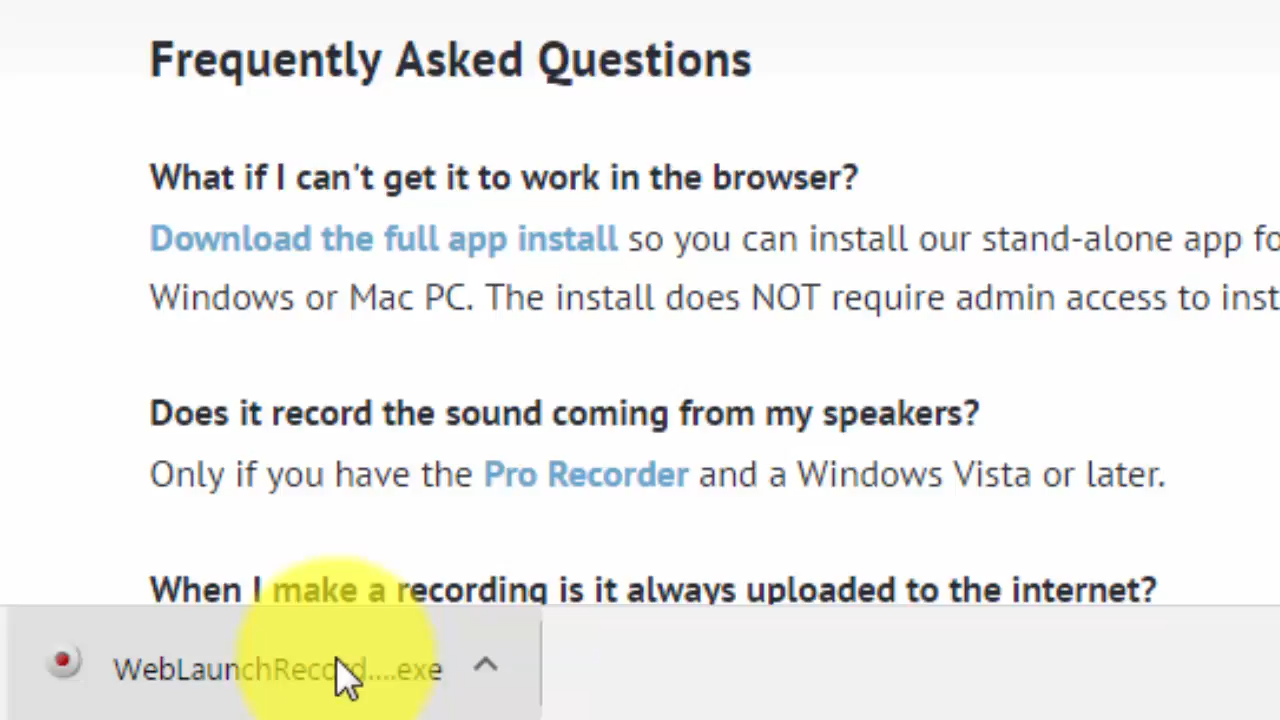 Frequently Asked Questions
What if I can't get it to work in the browser?
Download the full app install so you can install our stand-alone app fo
Windows or Mac PC. The install does NOT require admin access to inst
Does it record the sound coming from my speakers?
Only if you have the Pro Recorder and a Windows Vista or later.
When I make a recording is it always uploaded to the internet?
WebLaunchRecord....exe